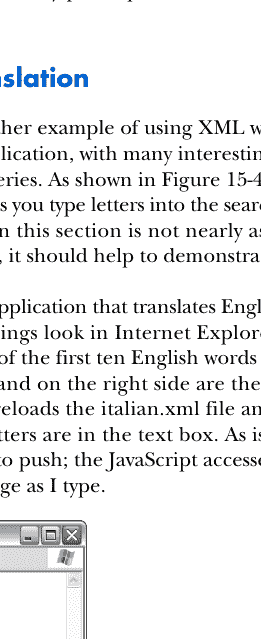 nslation
her example of using XML w
lication, with many interestin
eries. As shown in Figure 15-4
s you type letters into the sear
n this section is not nearly as
, it should help to demonstra
pplication that translates Engl
ings look in Internet Explor
of the first ten English words
and on the right side are the
reloads the italian.xml file an
tters are in the text box. As is
to push; the JavaScript accesse
ge as I type.